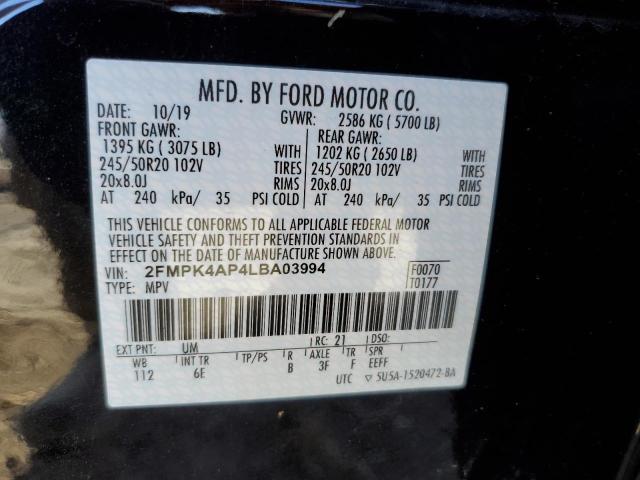 MFD. BY FORD MOTOR CO.
DATE: 10/19 GVWR: 2586 KG ( 5700 LB)
FRONT GAWR: REAR GAWR:
1395 KG ( 3075 LB) WITH 1202 KG ( 2650 LB) WITH
245/50R20 102V TIRES 245/50R20 102V TIRES
20x8.0J RIMS 20x8.0J RIMS
AT 240 kPa/ 35 PSI COLD AT 240 kPa/ 35 PSI COLD
THIS VEHICLE CONFORMS TO ALL APPLICABLE FEDERAL MOTOR
VEHICLE SAFETY AND THEFT PREVENTION STANDARDS IN
EFFECT ON THE DATE OF MANUFACTURE SHOWN ABOVE.
VIN: 2FMPK4AP4LBA03994 F0070
TYPE: MPV T0177
EXT PNT: UM RC: 21 DSO:
WB INT TR TP/PS R AXLE TR SPR
112 6E B 3F F EEFF
UTC ▽ 5U5A-1520472-BA